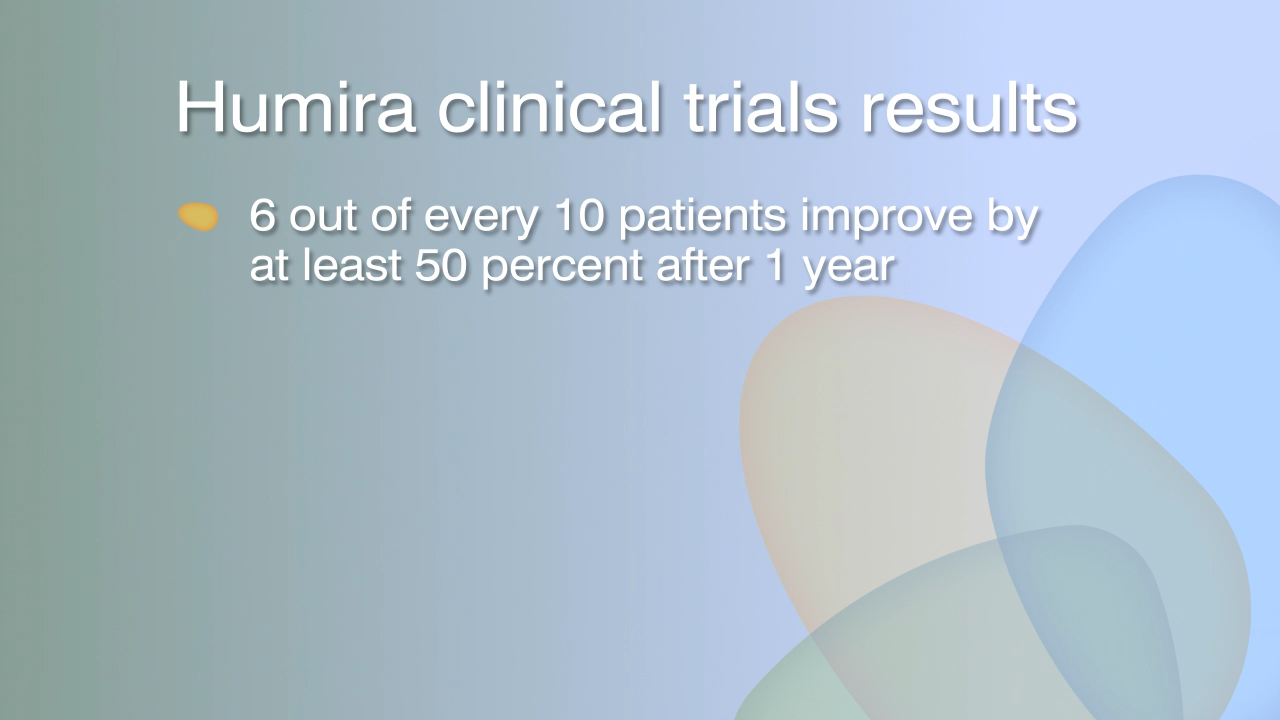 Humira clinical trials results
6 out of every 10 patients improve by
at least 50 percent after 1 year